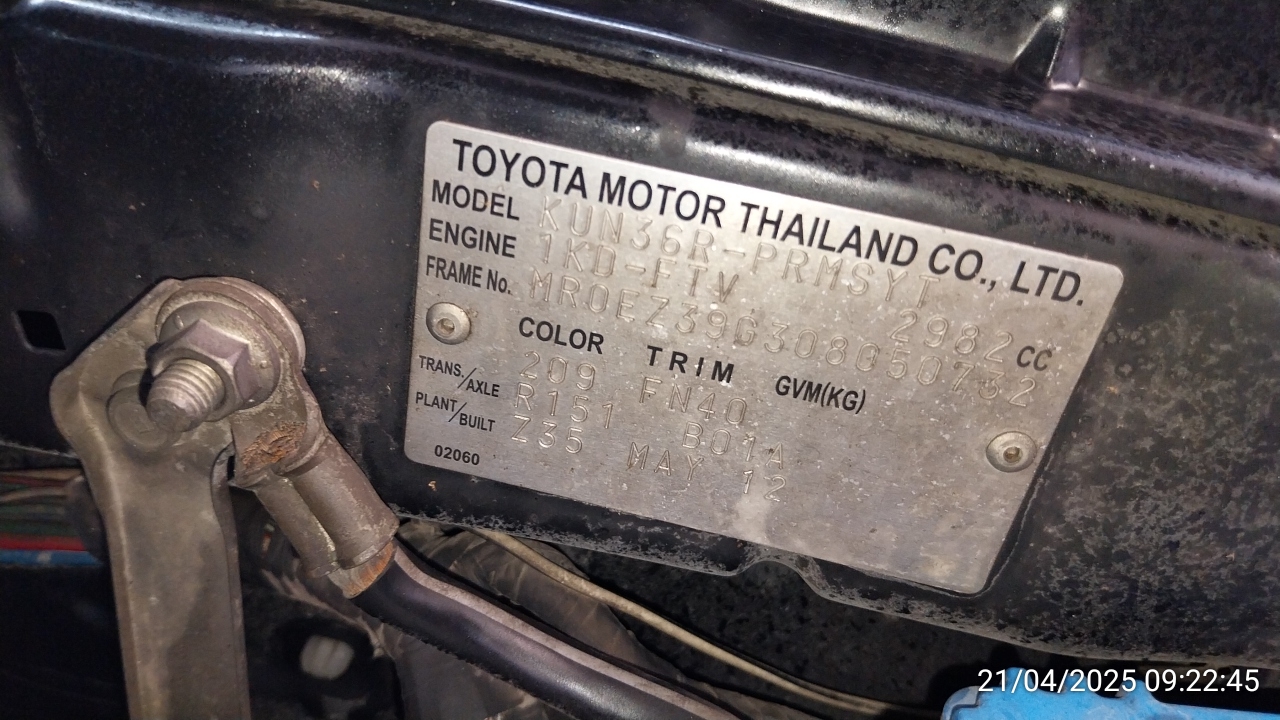 TOYOTA MOTOR THAILAND CO., LTD.
MODEL KUN36R-PRMSYT
ENGINE 1KD-FTV 2982 CC
FRAME No. MR0EZ39G308050732
COLOR TRIM GVM(KG)
209 FN40
TRANS./AXLE R151 B01A
PLANT/BUILT Z35 MAY 12
02060
21/04/2025 09:22:45